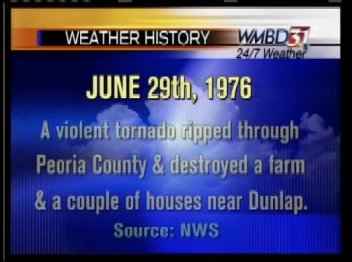 WEATHER HISTORY
WMBD 31
24/7 Weather
JUNE 29th, 1976
A violent tornado ripped through
Peoria County & destroyed a farm
& a couple of houses near Dunlap.
Source: NWS